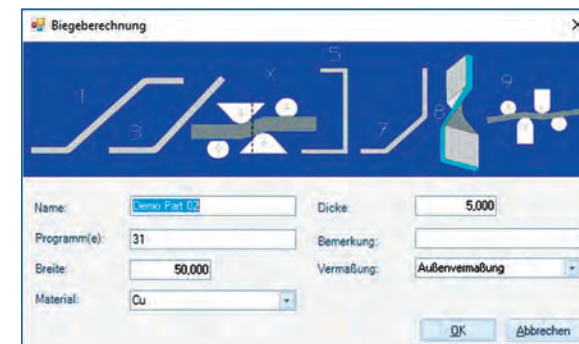 Biegeberechnung
1 3 X 5 7 8 9
Name: Demo Part 02 Dicke: 5,000
Programm(e): 31 Bemerkung:
Breite: 50,000 Vermaßung: Außenvermaßung
Material: Cu
OK Abbrechen